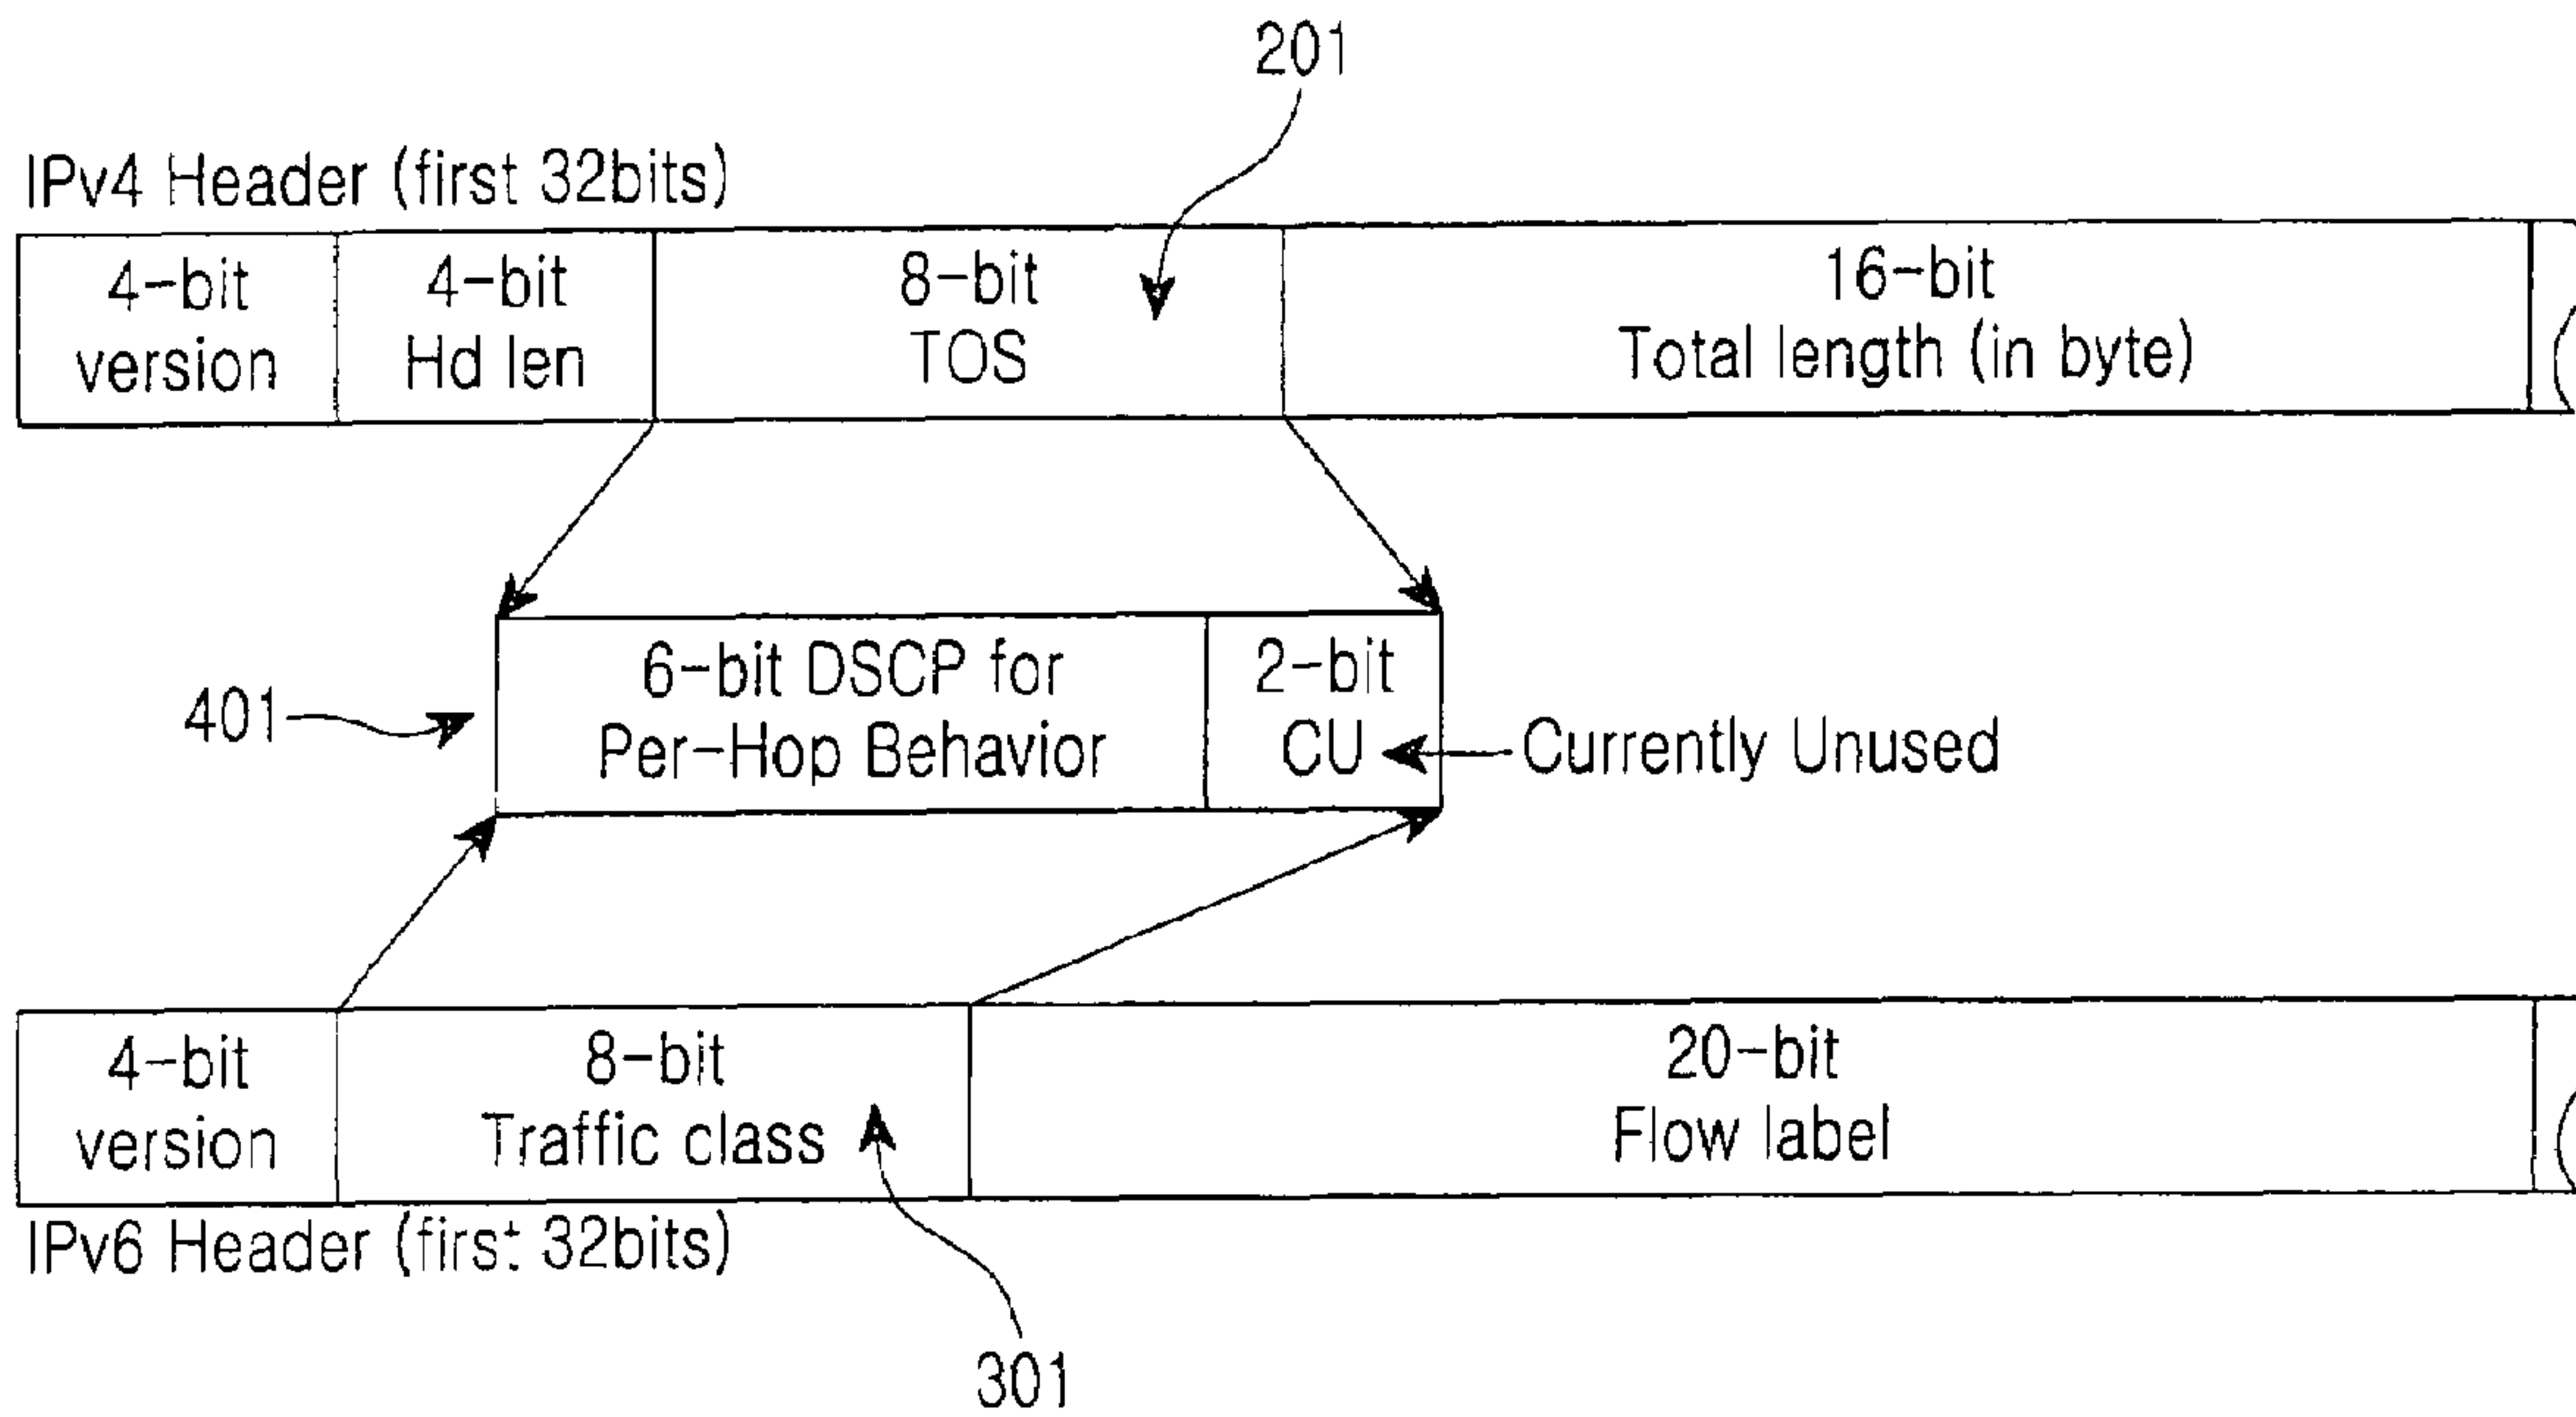 201
IPv4 Header (first 32bits)
4-bit
version
4-bit
Hd len
8-bit
TOS
16-bit
Total length (in byte)
401
6-bit DSCP for
Per-Hop Behavior
2-bit
CU
Currently Unused
4-bit
version
8-bit
Traffic class
20-bit
Flow label
IPv6 Header (first 32bits)
301